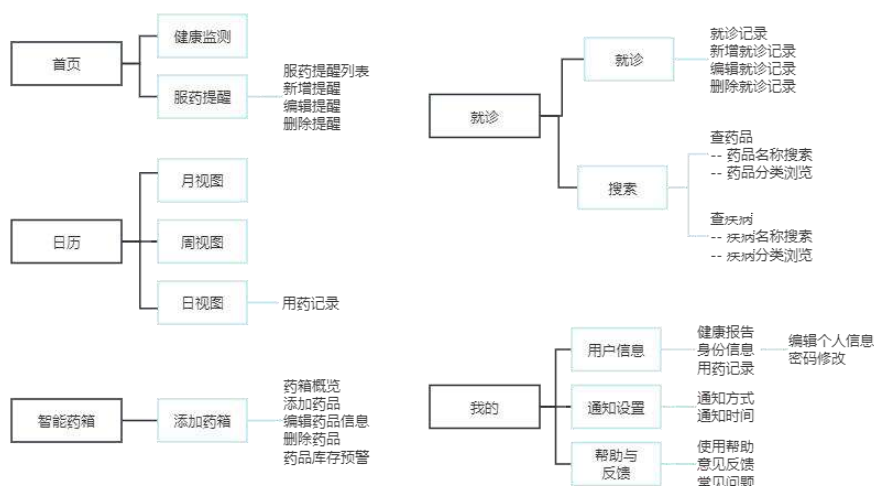 首页
健康监测
服药提醒
服药提醒列表
新增提醒
编辑提醒
删除提醒
日历
月视图
周视图
日视图
用药记录
智能药箱
添加药箱
药箱概览
添加药品
编辑药品信息
删除药品
药品库存预警
就诊
就诊
就诊记录
新增就诊记录
编辑就诊记录
删除就诊记录
搜素
查药品
-- 药品名称搜索
-- 药品分类浏览
查疾病
-- 疾病名称搜索
-- 疾病分类浏览
我的
用户信息
健康报告
身份信息
用药记录
编辑个人信息
密码修改
通知设置
通知方式
通知时间
帮助与
反馈
使用帮助
意见反馈
常见问题